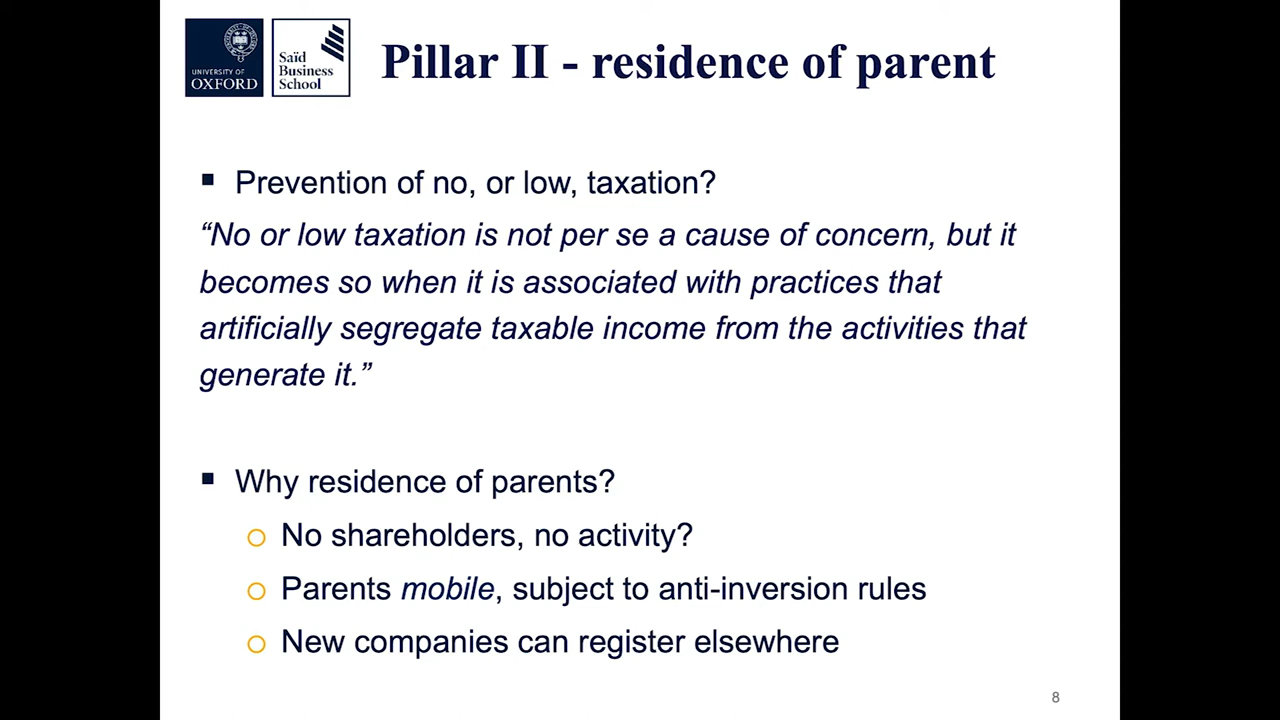 UNIVERSITY OF
OXFORD
Saïd
Business
School
Pillar II - residence of parent
▪ Prevention of no, or low, taxation?
“No or low taxation is not per se a cause of concern, but it
becomes so when it is associated with practices that
artificially segregate taxable income from the activities that
generate it.”
▪ Why residence of parents?
o No shareholders, no activity?
o Parents mobile, subject to anti-inversion rules
o New companies can register elsewhere
8